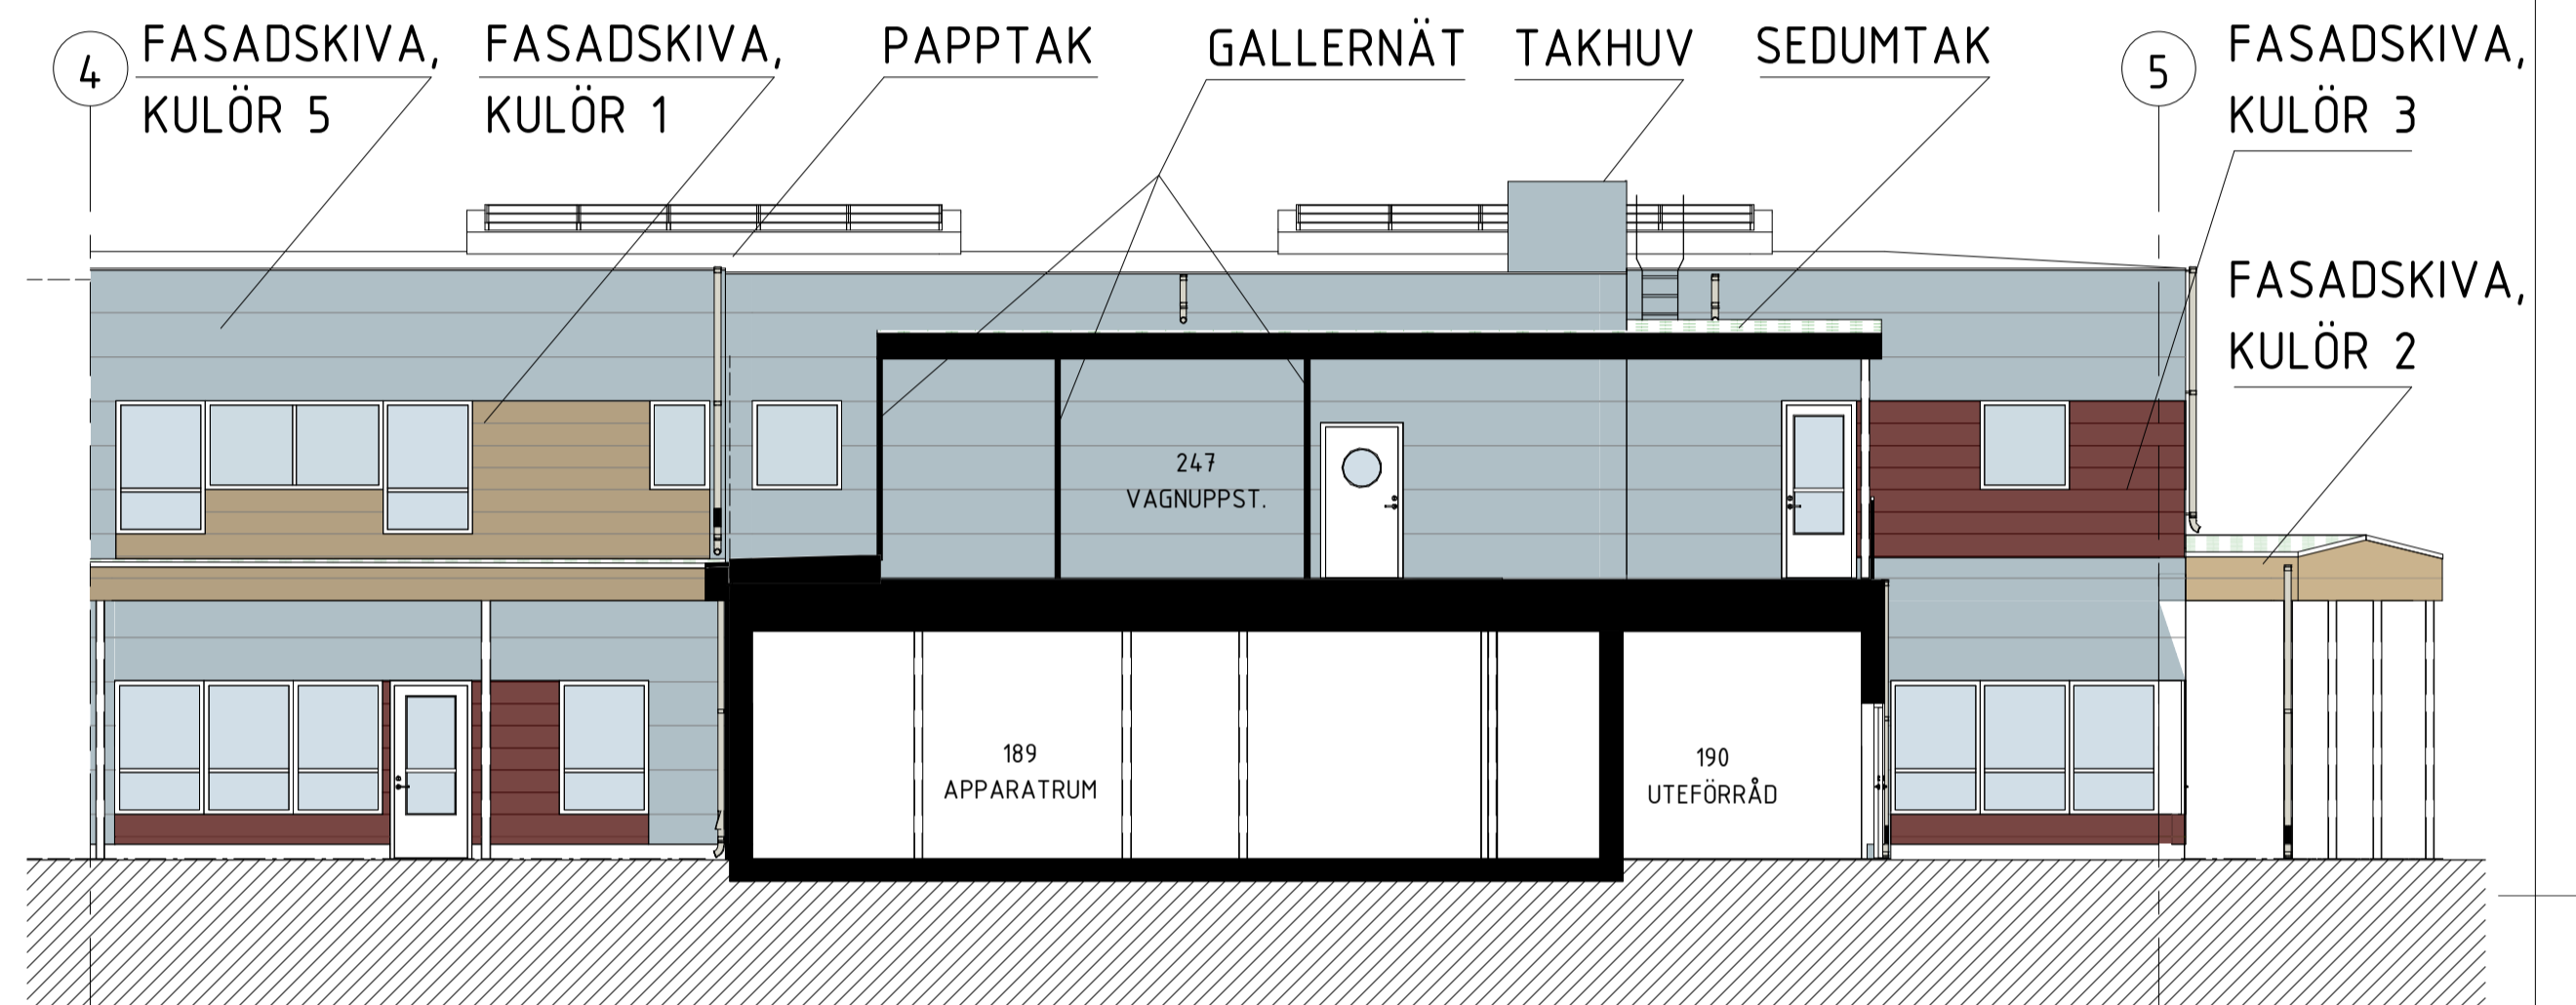 4
FASADSKIVA,
KULÖR 5
FASADSKIVA,
KULÖR 1
PAPPTAK
GALLERNÄT
TAKHUV
SEDUMTAK
5
FASADSKIVA,
KULÖR 3
FASADSKIVA,
KULÖR 2
247
VAGNUPPST.
189
APPARATRUM
190
UTEFÖRRÅD